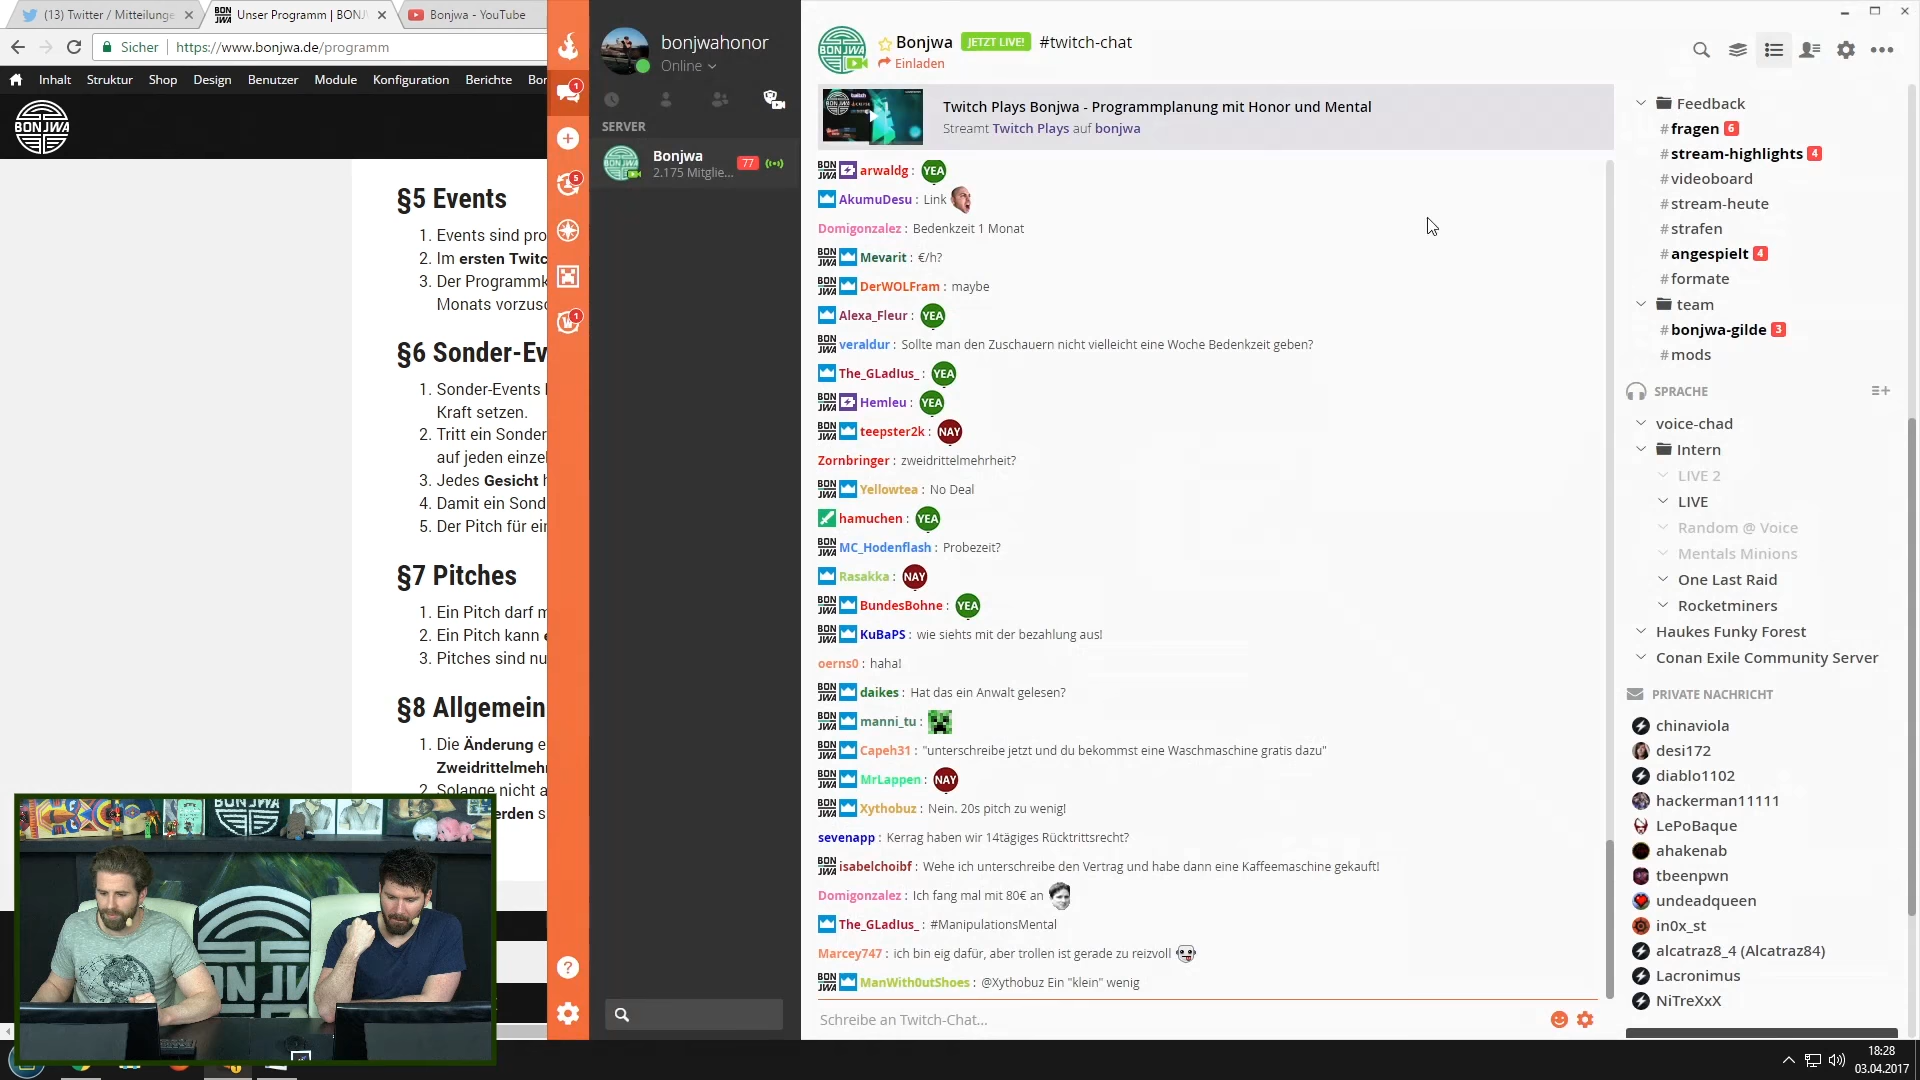 (13) Twitter / Mitteilunge
Unser Programm | BONJW
Bonjwa - YouTube
Sicher
https://www.bonjwa.de/programm
Inhalt Struktur Shop Design Benutzer Module Konfiguration Berichte Bon
BONJWA
§5 Events
1. Events sind pro
2. Im ersten Twitc
3. Der Programmk
Monats vorzusc
§6 Sonder-Ev
1. Sonder-Events
Kraft setzen.
2. Tritt ein Sonder
auf jeden einzel
3. Jedes Gesicht h
4. Damit ein Sond
5. Der Pitch für ein
§7 Pitches
1. Ein Pitch darf m
2. Ein Pitch kann e
3. Pitches sind nu
§8 Allgemein
1. Die Änderung e
Zweidrittelmehr
2. Solange nicht a
erden s
BONJWA
1
5
1
bonjwahonor
Online
SERVER
Bonjwa
2.175 Mitglie...
77
Bonjwa JETZT LIVE! #twitch-chat
Einladen
Twitch Plays Bonjwa - Programmplanung mit Honor und Mental
Streamt Twitch Plays auf bonjwa
arwaldg : YEA
AkumuDesu : Link
Domigonzalez : Bedenkzeit 1 Monat
Mevarit : €/h?
DerWOLFram : maybe
Alexa_Fleur : YEA
veraldur : Sollte man den Zuschauern nicht vielleicht eine Woche Bedenkzeit geben?
The_GLadIus_ : YEA
Hemleu : YEA
teepster2k : NAY
Zornbringer : zweidrittelmehrheit?
Yellowtea : No Deal
hamuchen : YEA
MC_Hodenflash : Probezeit?
Rasakka : NAY
BundesBohne : YEA
KuBaPS : wie siehts mit der bezahlung aus!
oerns0 : haha!
daikes : Hat das ein Anwalt gelesen?
manni_tu :
Capeh31 : "unterschreibe jetzt und du bekommst eine Waschmaschine gratis dazu"
MrLappen : NAY
Xythobuz : Nein. 20s pitch zu wenig!
sevenapp : Kerrag haben wir 14tägiges Rücktrittsrecht?
isabelchoibf : Wehe ich unterschreibe den Vertrag und habe dann eine Kaffeemaschine gekauft!
Domigonzalez : Ich fang mal mit 80€ an
The_GLadIus_ : #ManipulationsMental
Marcey747 : ich bin eig dafür, aber trollen ist gerade zu reizvoll
ManWith0utShoes : @Xythobuz Ein "klein" wenig
Schreibe an Twitch-Chat...
Feedback
#fragen 6
#stream-highlights 4
#videoboard
#stream-heute
#strafen
#angespielt 4
#formate
team
#bonjwa-gilde 3
#mods
SPRACHE
voice-chad
Intern
LIVE 2
LIVE
Random @ Voice
Mentals Minions
One Last Raid
Rocketminers
Haukes Funky Forest
Conan Exile Community Server
PRIVATE NACHRICHT
chinaviola
desi172
diablo1102
hackerman11111
LePoBaque
ahakenab
tbeenpwn
undeadqueen
in0x_st
alcatraz8_4 (Alcatraz84)
Lacronimus
NiTreXxX
18:28
03.04.2017